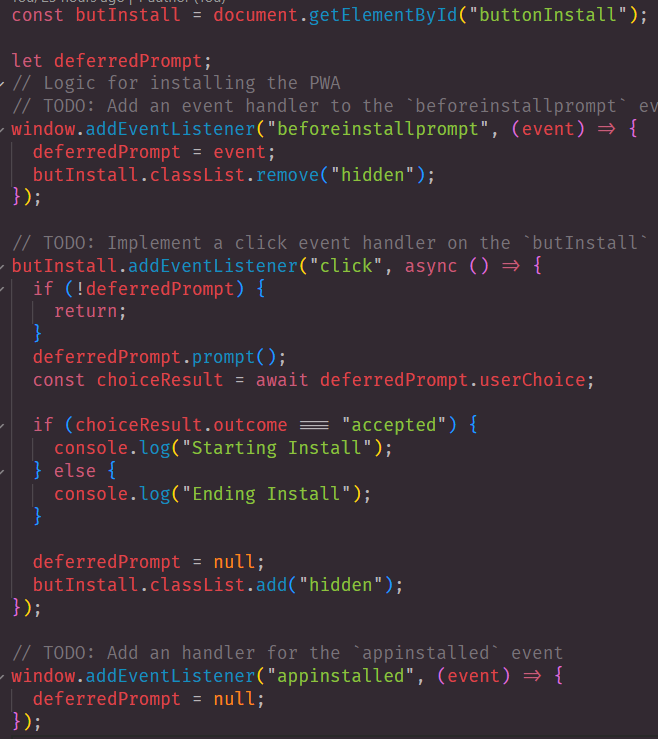 const butInstall = document.getElementById("buttonInstall");
let deferredPrompt;
// Logic for installing the PWA
// TODO: Add an event handler to the `beforeinstallprompt` ev
window.addEventListener("beforeinstallprompt", (event) => {
  deferredPrompt = event;
  butInstall.classList.remove("hidden");
});
// TODO: Implement a click event handler on the `butInstall`
butInstall.addEventListener("click", async () => {
  if (!deferredPrompt) {
    return;
  }
  deferredPrompt.prompt();
  const choiceResult = await deferredPrompt.userChoice;
  if (choiceResult.outcome === "accepted") {
    console.log("Starting Install");
  } else {
    console.log("Ending Install");
  }
  deferredPrompt = null;
  butInstall.classList.add("hidden");
});
// TODO: Add an handler for the `appinstalled` event
window.addEventListener("appinstalled", (event) => {
  deferredPrompt = null;
});